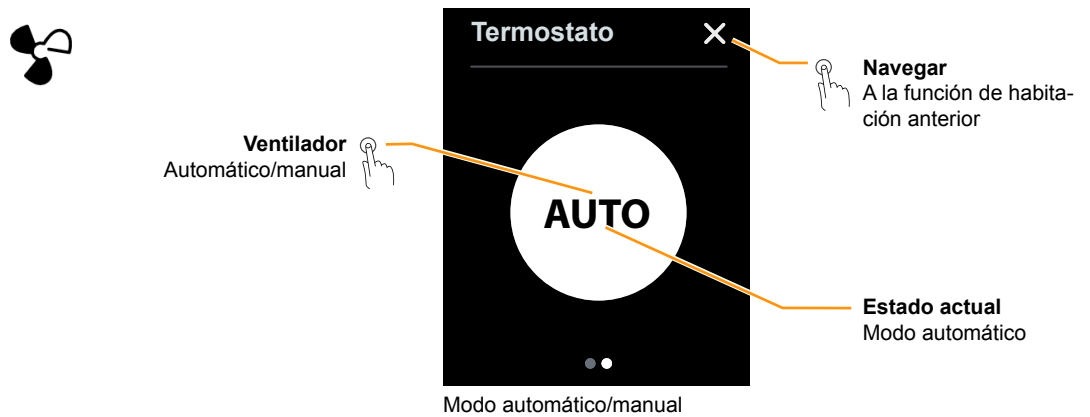 Termostato
Navegar
A la función de habita-
ción anterior
Ventilador
Automático/manual
AUTO
Estado actual
Modo automático
Modo automático/manual